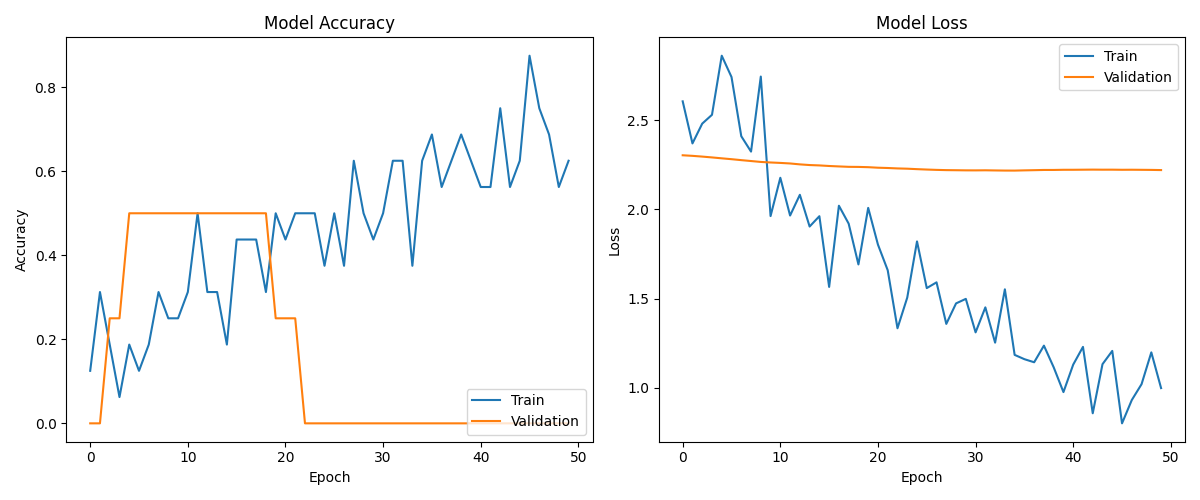 Model Accuracy
Accuracy
0.8
0.6
0.4
0.2
0.0
0 10 20 30 40 50
Epoch
Train
Validation
Model Loss
Loss
2.5
2.0
1.5
1.0
0 10 20 30 40 50
Epoch
Train
Validation